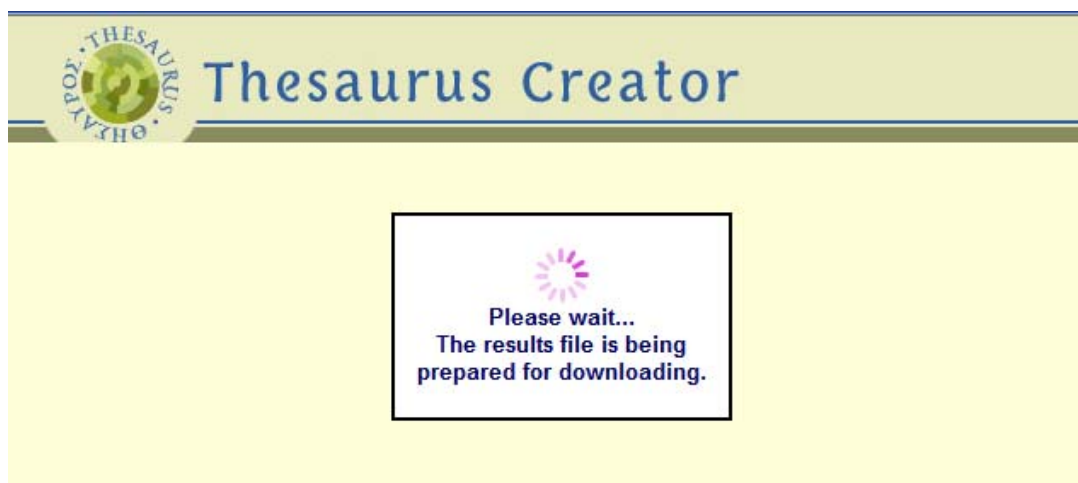 THESAURUS · ΘΗΣΑΥΡΟΣ ·
Thesaurus Creator
Please wait...
The results file is being
prepared for downloading.